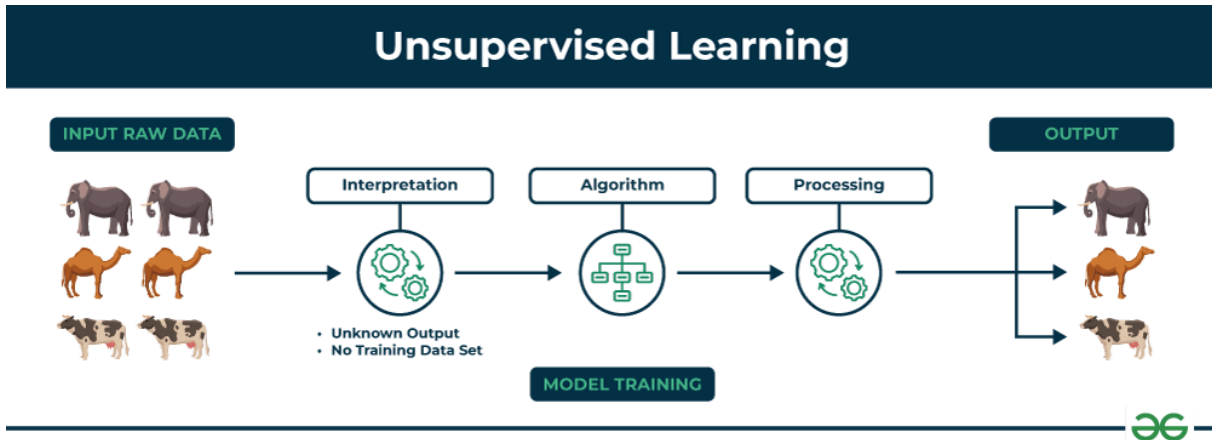 Unsupervised Learning
INPUT RAW DATA
OUTPUT
Interpretation
Algorithm
Processing
• Unknown Output
• No Training Data Set
MODEL TRAINING